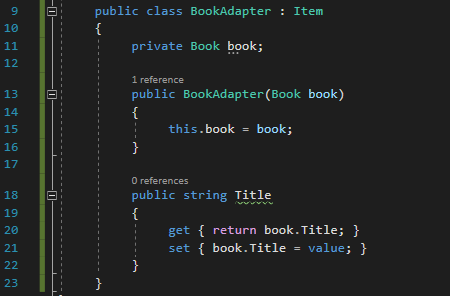 9 public class BookAdapter : Item
10 {
11 private Book book;
12
1 reference
13 public BookAdapter(Book book)
14 {
15 this.book = book;
16 }
17
0 references
18 public string Title
19 {
20 get { return book.Title; }
21 set { book.Title = value; }
22 }
23 }